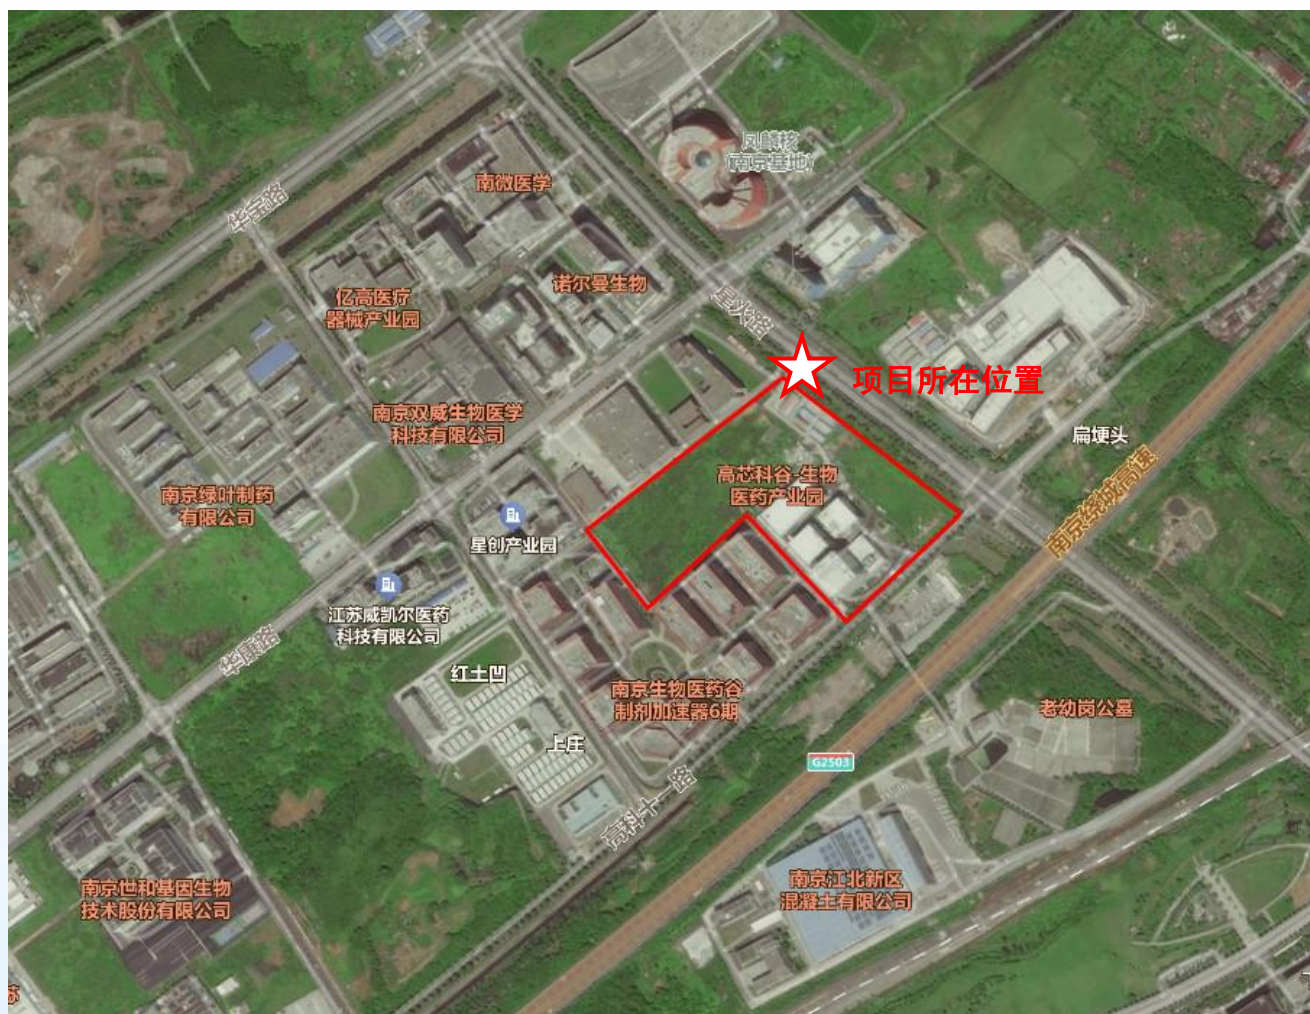 凤麟核
(南京基地)
南微医学
华宝路
诺尔曼生物
亿高医疗
器械产业园
星火路
项目所在位置
南京双威生物医学
科技有限公司
扁埂头
高芯科谷-生物
医药产业园
南京绕城高速
南京绿叶制药
有限公司
星创产业园
江苏威凯尔医药
科技有限公司
华康路
红土凹
南京生物医药谷
制剂加速器6期
老幼岗公墓
上庄
G2503
高科十一路
南京江北新区
混凝土有限公司
南京世和基因生物
技术股份有限公司
苏